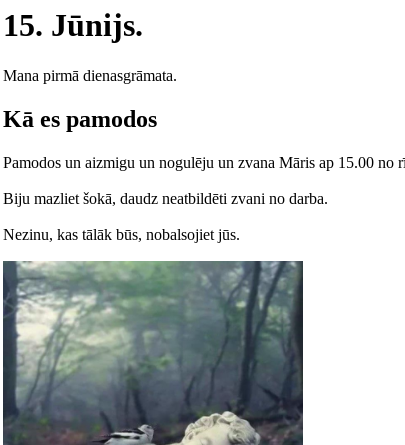 15. Jūnijs.
Mana pirmā dienasgrāmata.
Kā es pamodos
Pamodos un aizmigu un nogulēju un zvana Māris ap 15.00 no
Biju mazliet šokā, daudz neatbildēti zvani no darba.
Nezinu, kas tālāk būs, nobalsojiet jūs.